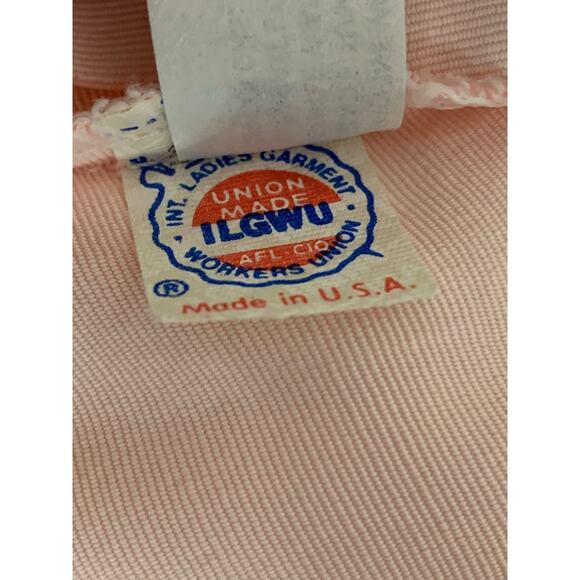 INT. LADIES GARMENT
UNION
MADE
ILGWU
AFL·CIO
WORKERS UNION
®
Made in U.S.A.